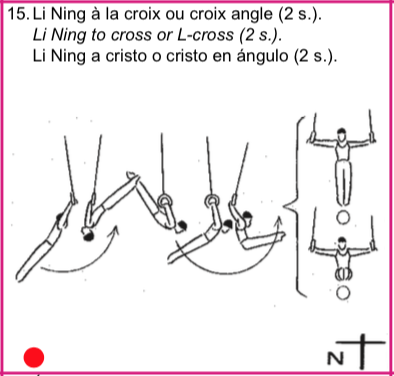 15. Li Ning à la croix ou croix angle (2 s.).
Li Ning to cross or L-cross (2 s.).
Li Ning a cristo o cristo en ángulo (2 s.).
N